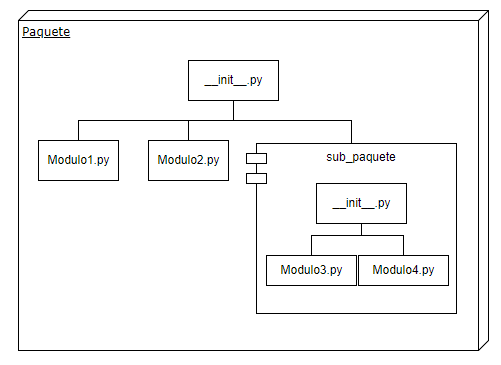 Paquete
__init__.py
Modulo1.py
Modulo2.py
sub_paquete
__init__.py
Modulo3.py
Modulo4.py